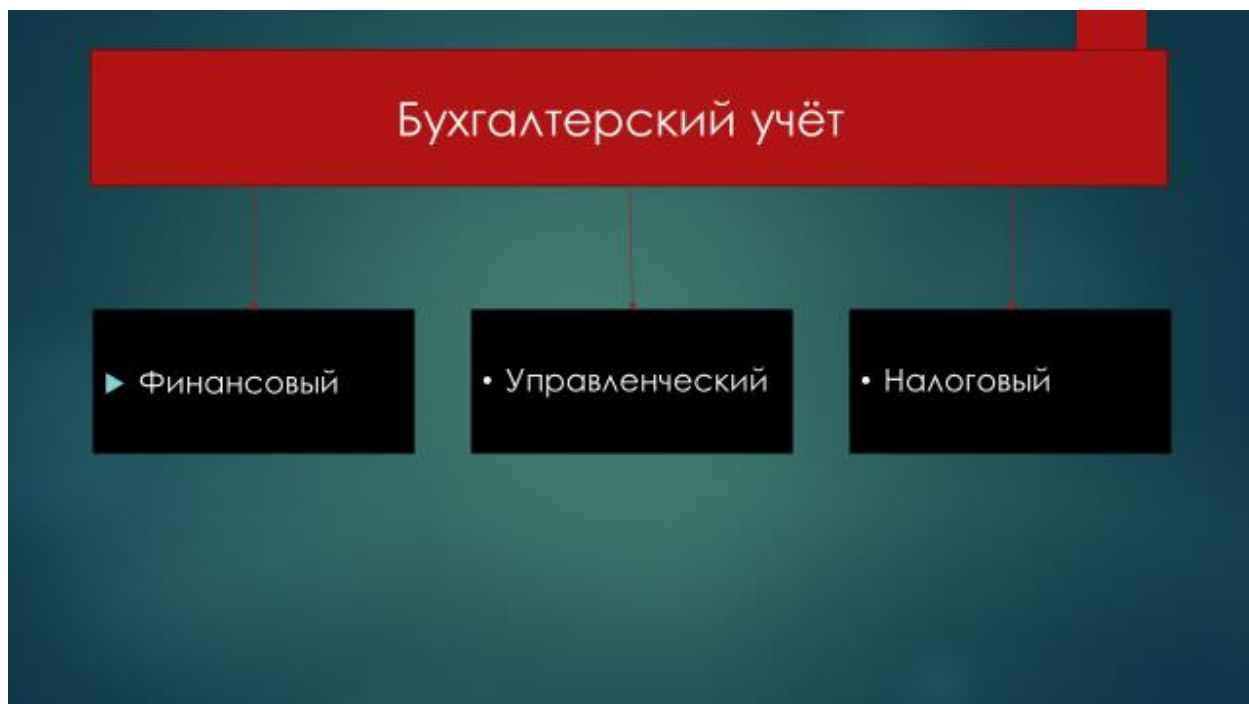 Бухгалтерский учёт
Финансовый
• Управленческий
• Налоговый